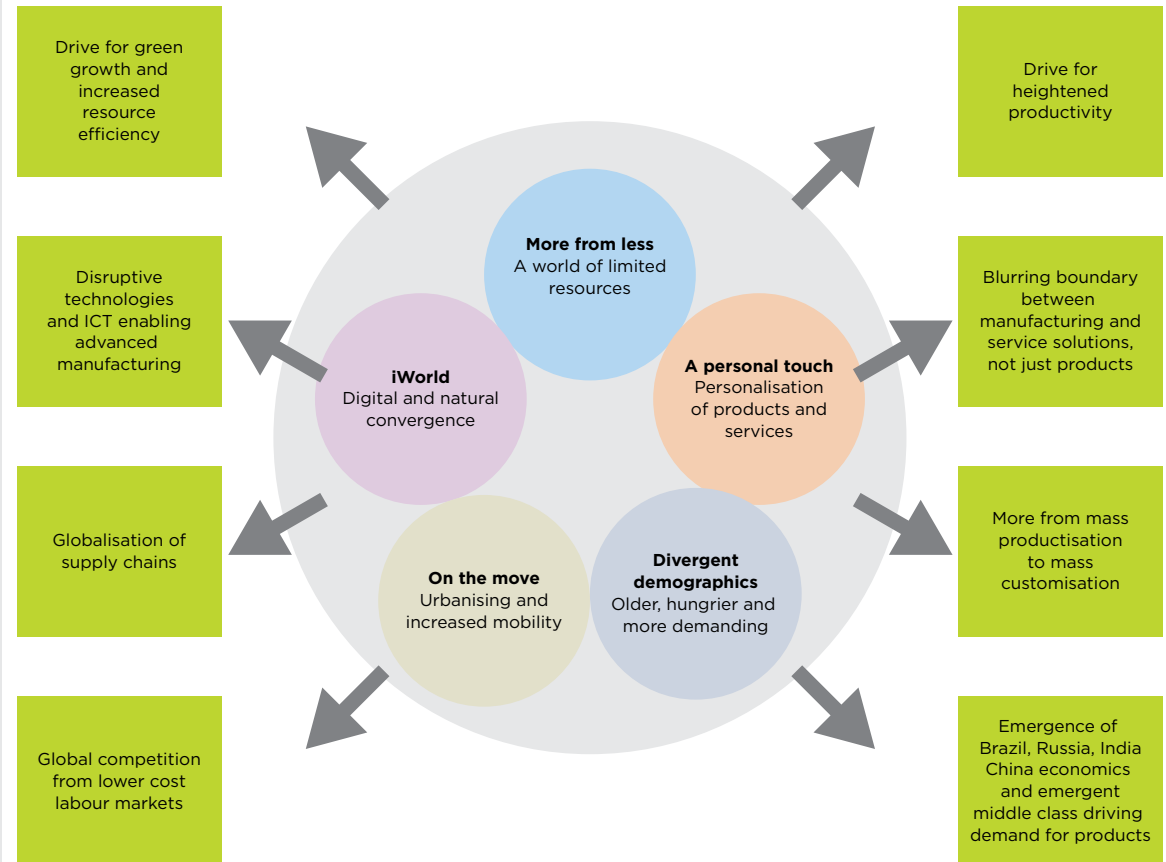 Drive for green
growth and
increased
resource
efficiency
Drive for
heightened
productivity
More from less
A world of limited
resources
Disruptive
technologies
and ICT enabling
advanced
manufacturing
Blurring boundary
between
manufacturing and
service solutions,
not just products
iWorld
Digital and natural
convergence
A personal touch
Personalisation
of products and
services
Globalisation of
supply chains
More from mass
productisation
to mass
customisation
On the move
Urbanising and
increased mobility
Divergent
demographics
Older, hungrier and
more demanding
Global competition
from lower cost
labour markets
Emergence of
Brazil, Russia, India
China economics
and emergent
middle class driving
demand for products